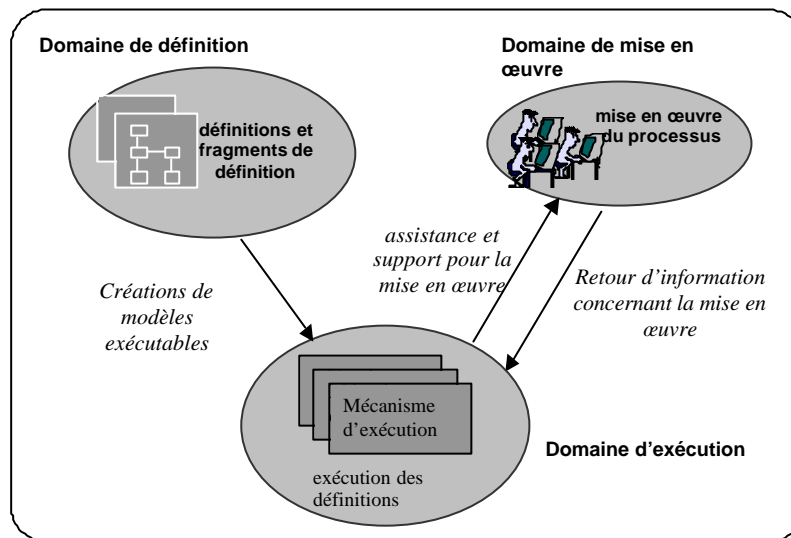 Domaine de définition
définitions et
fragments de
définition
Domaine de mise en
œuvre
mise en œuvre
du processus
Créations de
modèles
exécutables
assistance et
support pour la
mise en œuvre
Retour d’information
concernant la mise en
œuvre
Mécanisme
d’exécution
exécution des
définitions
Domaine d’exécution